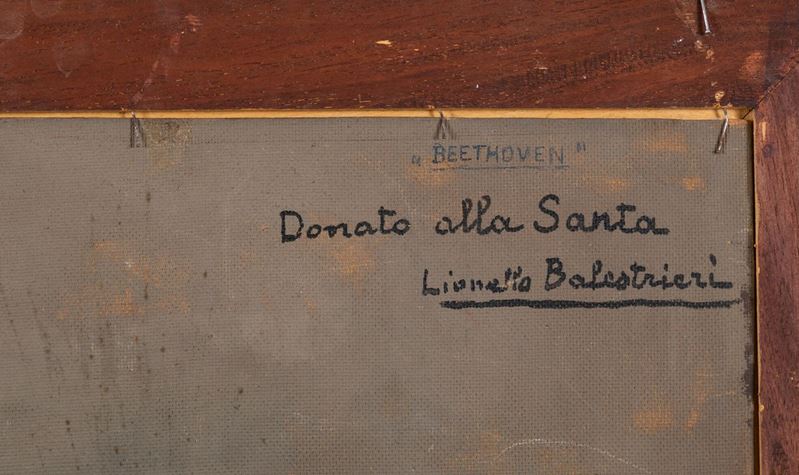 "BEETHOVEN"
Donato alla Santa
Lionello Balestrieri